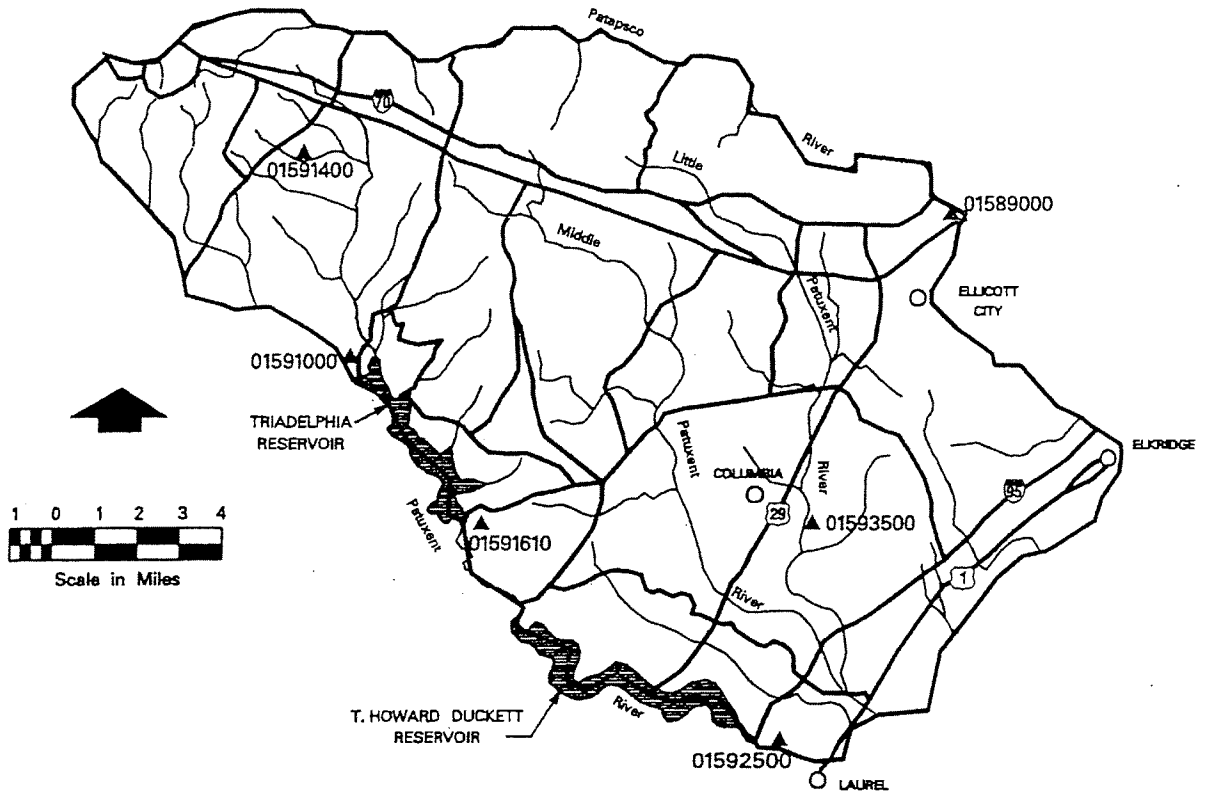 Patapsco
70
River
Little
01591400
01589000
Middle
Patuxent
ELLICOTT
CITY
01591000
TRIADELPHIA
RESERVOIR
ELKRIDGE
Patuxent
COLUMBIA
River
95
1 0 1 2 3 4
Scale in Miles
Patuxent
29
01593500
01591610
1
River
T. HOWARD DUCKETT
RESERVOIR
River
01592500
LAUREL